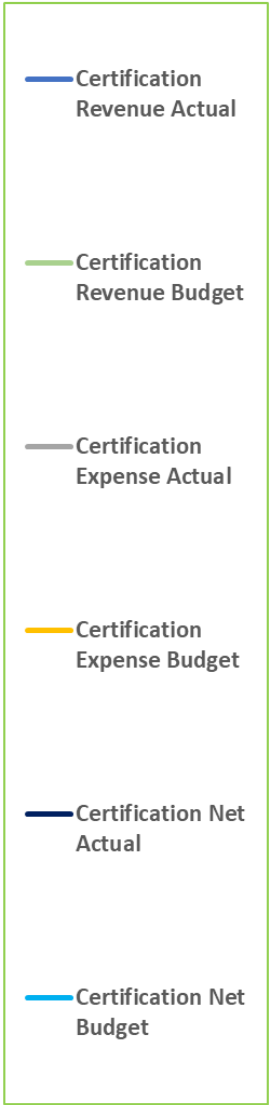 Certification
Revenue Actual
Certification
Revenue Budget
Certification
Expense Actual
Certification
Expense Budget
Certification Net
Actual
Certification Net
Budget